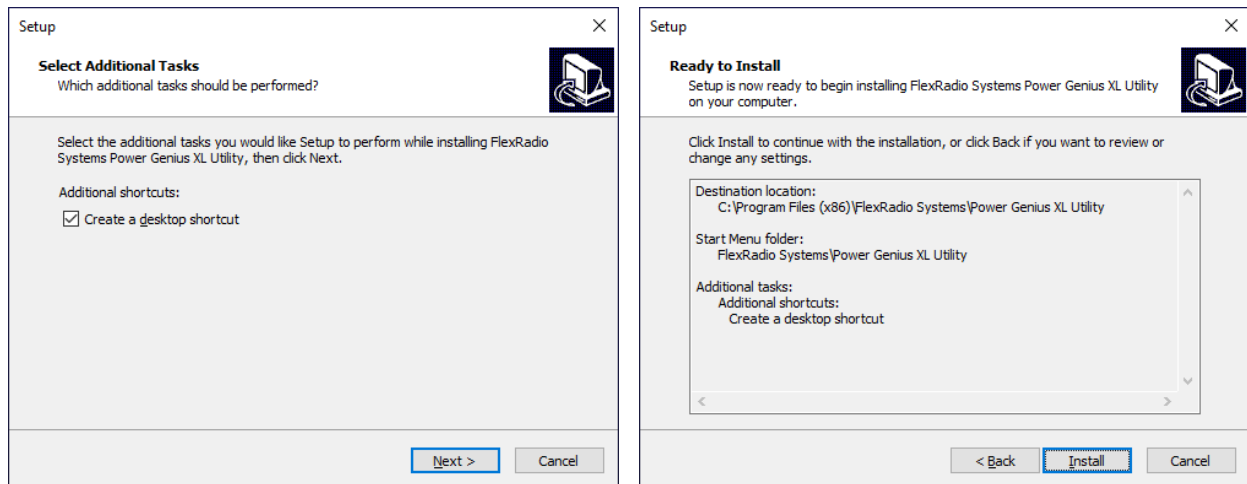 Setup
Select Additional Tasks
Which additional tasks should be performed?
Select the additional tasks you would like Setup to perform while installing FlexRadio
Systems Power Genius XL Utility, then click Next.
Additional shortcuts:
Create a desktop shortcut
Next >
Cancel
Setup
Ready to Install
Setup is now ready to begin installing FlexRadio Systems Power Genius XL Utility
on your computer.
Click Install to continue with the installation, or click Back if you want to review or
change any settings.
Destination location:
C:\Program Files (x86)\FlexRadio Systems\Power Genius XL Utility
Start Menu folder:
FlexRadio Systems\Power Genius XL Utility
Additional tasks:
Additional shortcuts:
Create a desktop shortcut
< Back
Install
Cancel